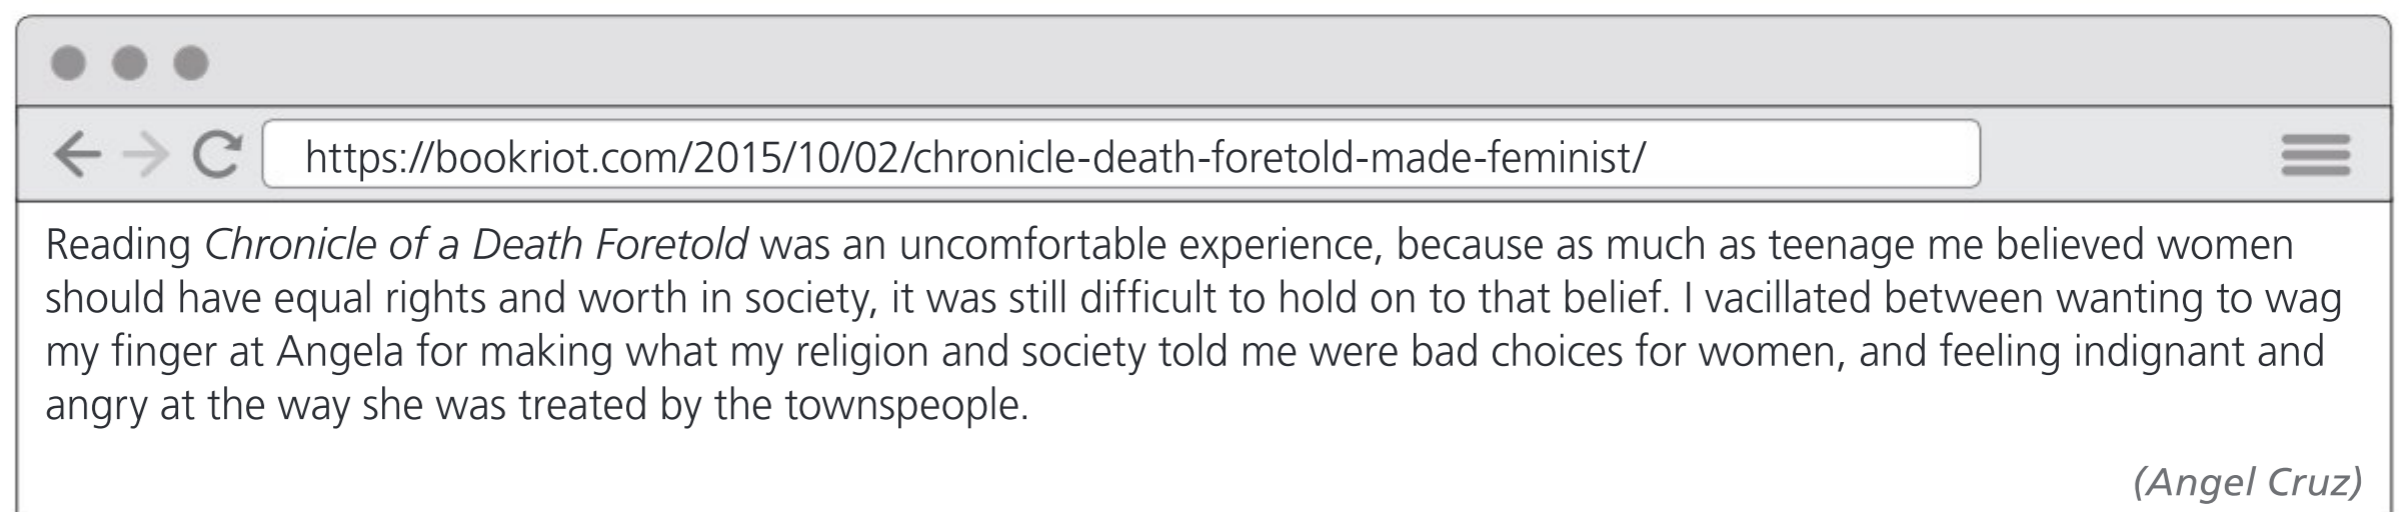 https://bookriot.com/2015/10/02/chronicle-death-foretold-made-feminist/
Reading Chronicle of a Death Foretold was an uncomfortable experience, because as much as teenage me believed women
should have equal rights and worth in society, it was still difficult to hold on to that belief. I vacillated between wanting to wag
my finger at Angela for making what my religion and society told me were bad choices for women, and feeling indignant and
angry at the way she was treated by the townspeople.
(Angel Cruz)